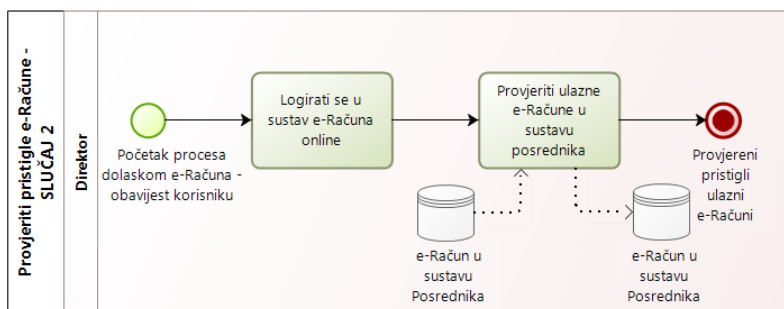 Provjeriti pristigle e-Račune -
SLUČAJ 2
Direktor
Početak procesa
dolaskom e-Računa -
obavijest korisniku
Logirati se u
sustav e-Računa
online
Provjeriti ulazne
e-Račune u
sustavu
posrednika
Provjereni
pristigli
ulazni
e-Računi
e-Račun u
sustavu
Posrednika
e-Račun u
sustavu
Posrednika